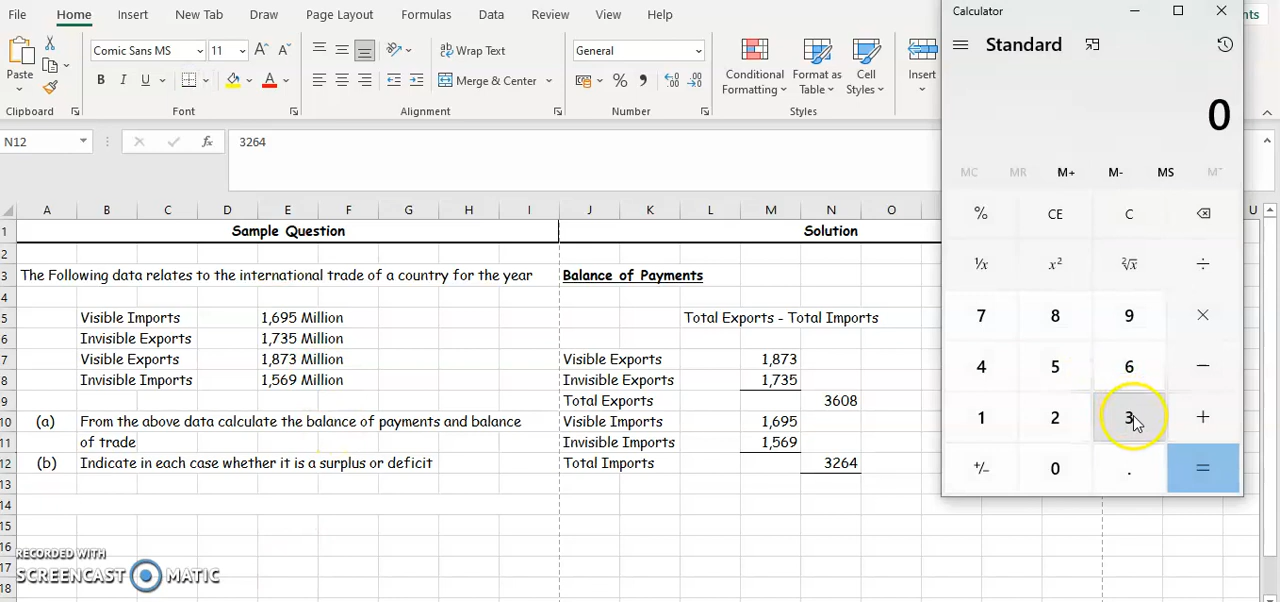 File Home Insert New Tab Draw Page Layout Formulas Data Review View Help
Paste
Clipboard
Comic Sans MS 11 A A
B I U A
Font
Wrap Text
Merge & Center
Alignment
General
% 9
Number
Conditional Formatting
Format as Table
Cell Styles
Styles
Insert
nts
N12 fx 3264
A B C D E F G H I J K L M N O U
1 Sample Question Solution
2
3 The Following data relates to the international trade of a country for the year Balance of Payments
4
5 Visible Imports 1,695 Million Total Exports - Total Imports
6 Invisible Exports 1,735 Million
7 Visible Exports 1,873 Million Visible Exports 1,873
8 Invisible Imports 1,569 Million Invisible Exports 1,735
9 Total Exports 3608
10 (a) From the above data calculate the balance of payments and balance Visible Imports 1,695
11 of trade Invisible Imports 1,569
12 (b) Indicate in each case whether it is a surplus or deficit Total Imports 3264
13
14
15
16
17
18
RECORDED WITH
SCREENCAST MATIC
Calculator
Standard
0
MC MR M+ M- MS M˅
% CE C
¹/x x² ²√x ÷
7 8 9 ×
4 5 6 −
1 2 3 +
+/− 0 . =